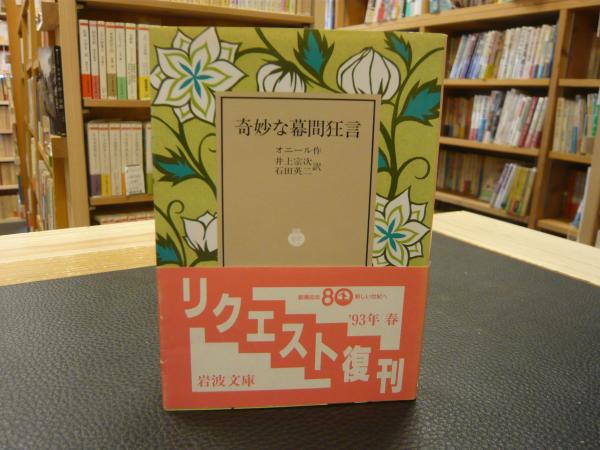 奇妙な幕間狂言
オニール作
井上宗次
石田英二 訳
80 新しい世紀へ
'93年 春
リクエスト復刊
岩波文庫